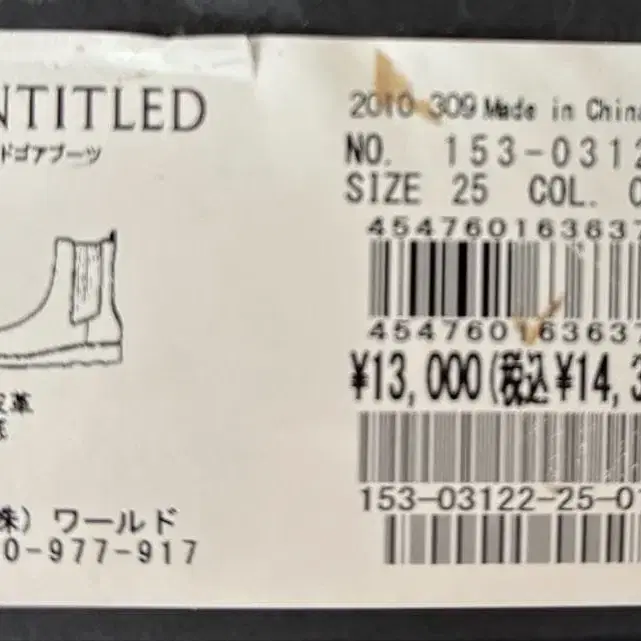 NTITLED
ドゴアブーツ
革
株) ワールド
0-977-917
2010-309 Made in China
NO. 153-0312
SIZE 25 COL. 0
454760163637
454760163637
¥13,000(税込¥14,3
153-03122-25-0